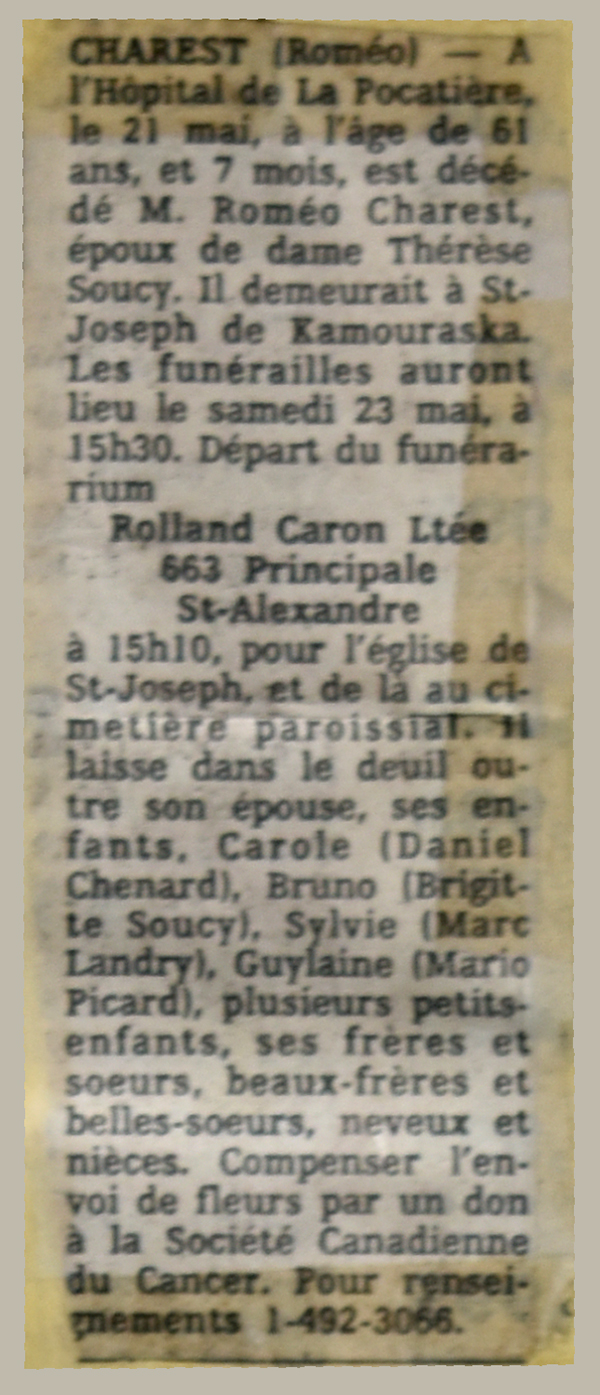 CHAREST (Roméo) — A
l'Hôpital de La Pocatière,
le 21 mai, à l'âge de 61
ans, et 7 mois, est décé-
dé M. Roméo Charest,
époux de dame Thérèse
Soucy. Il demeurait à St-
Joseph de Kamouraska.
Les funérailles auront
lieu le samedi 23 mai, à
15h30. Départ du funéra-
rium
Rolland Caron Ltée
663 Principale
St-Alexandre
à 15h10, pour l'église de
St-Joseph, et de là au ci-
metière paroissial. Il
laisse dans le deuil ou-
tre son épouse, ses en-
fants, Carole (Daniel
Chenard), Bruno (Brigit-
te Soucy), Sylvie (Marc
Landry), Guylaine (Mario
Picard), plusieurs petits-
enfants, ses frères et
soeurs, beaux-frères et
belles-soeurs, neveux et
nièces. Compenser l'en-
voi de fleurs par un don
à la Société Canadienne
du Cancer. Pour rensei-
gnements 1-492-3066.